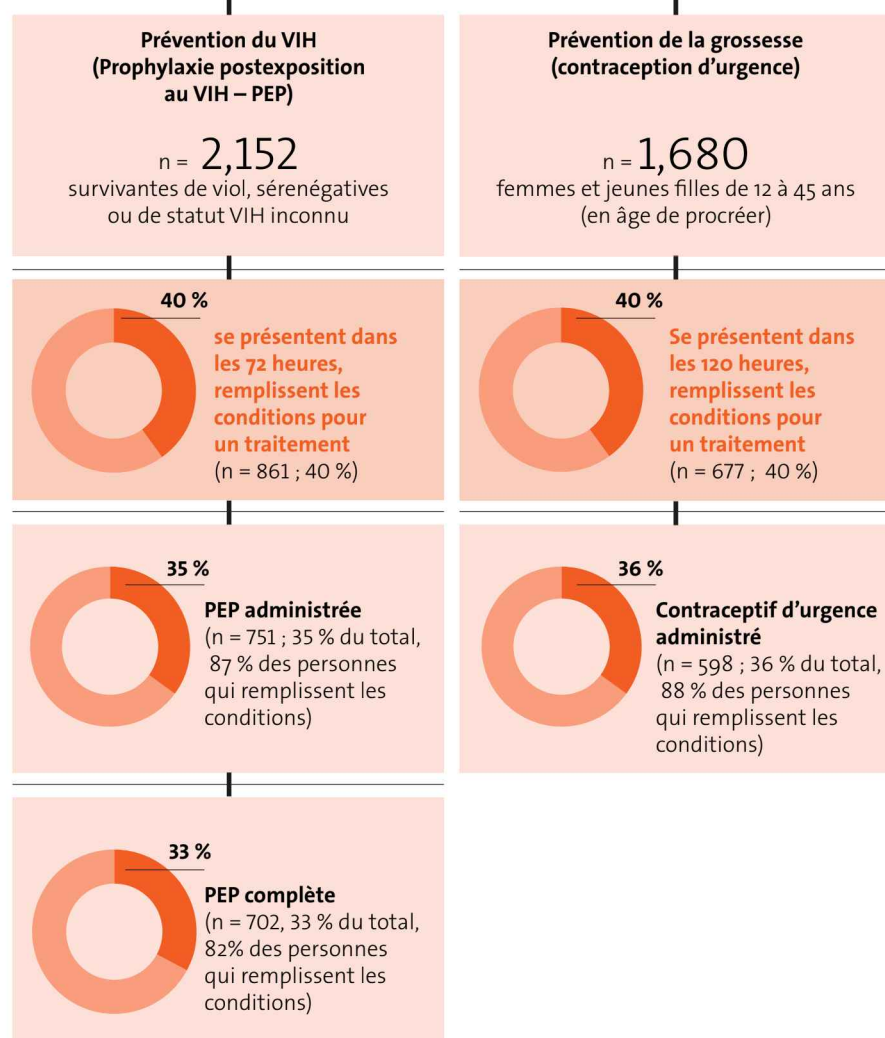 Prévention du VIH
(Prophylaxie postexposition
au VIH – PEP)
n = 2,152
survivantes de viol, sérenégatives
ou de statut VIH inconnu
40 %
se présentent dans
les 72 heures,
remplissent les
conditions pour
un traitement
(n = 861 ; 40 %)
35 %
PEP administrée
(n = 751 ; 35 % du total,
87 % des personnes
qui remplissent les
conditions)
33 %
PEP complète
(n = 702, 33 % du total,
82% des personnes
qui remplissent les
conditions)
Prévention de la grossesse
(contraception d’urgence)
n = 1,680
femmes et jeunes filles de 12 à 45 ans
(en âge de procréer)
40 %
Se présentent dans
les 120 heures,
remplissent les
conditions pour
un traitement
(n = 677 ; 40 %)
36 %
Contraceptif d’urgence
administré
(n = 598 ; 36 % du total,
88 % des personnes
qui remplissent les
conditions)